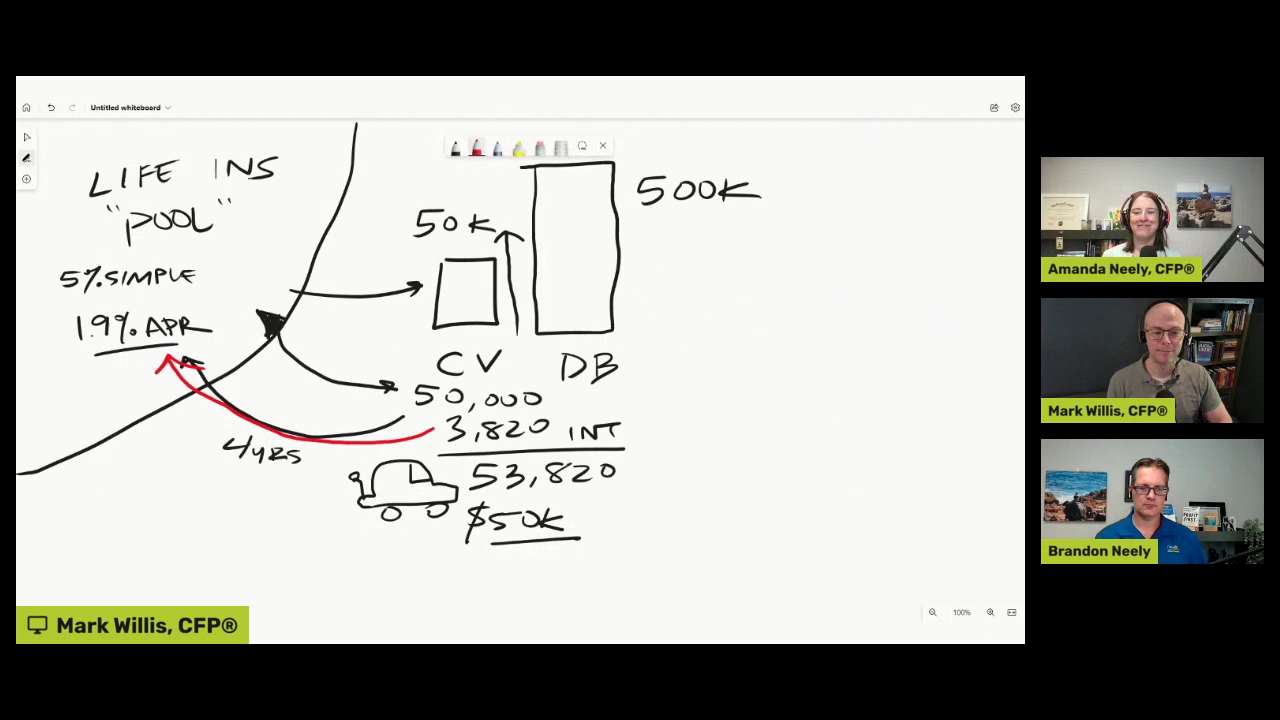 Untitled whiteboard
LIFE INS
"POOL"
5% SIMPLE
1.9% APR
50K
500K
CV
DB
50,000
3,820 INT
53,820
$50K
4 yrs
100%
Mark Willis, CFP®
Amanda Neely, CFP®
Mark Willis, CFP®
Brandon Neely